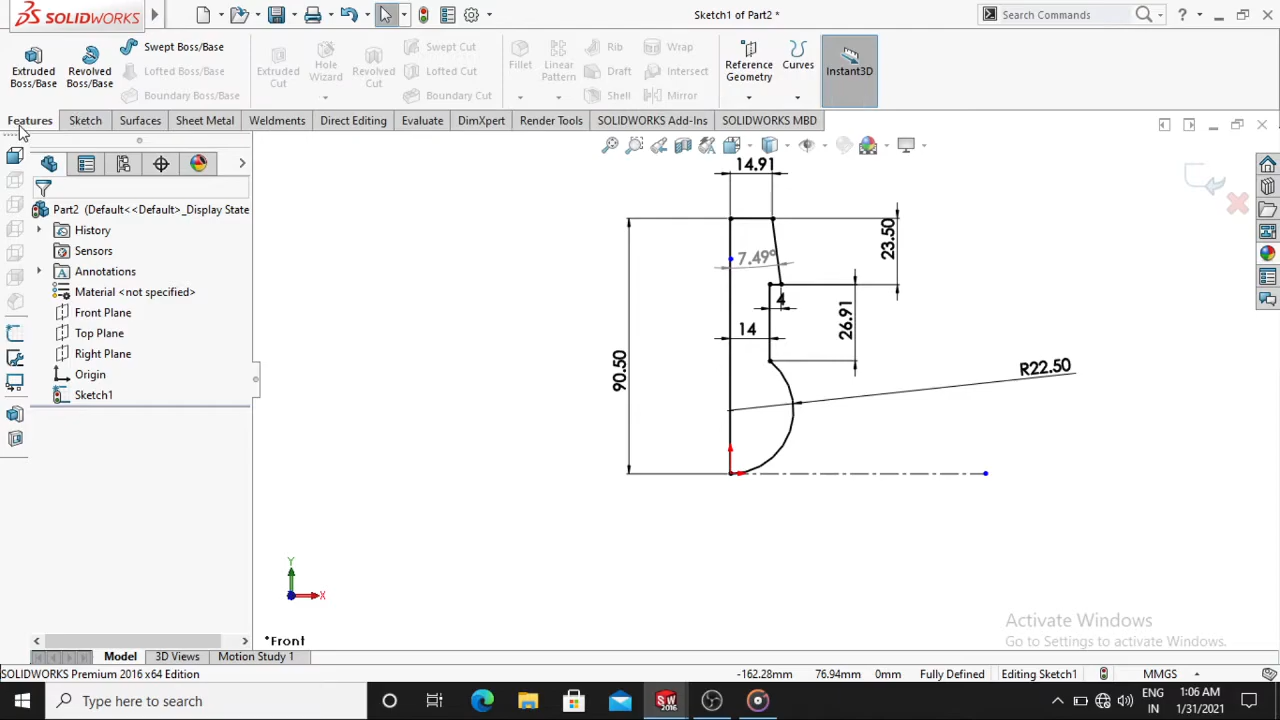 SOLIDWORKS
Sketch1 of Part2 *
Search Commands
?
Extruded Boss/Base
Revolved Boss/Base
Swept Boss/Base
Lofted Boss/Base
Boundary Boss/Base
Extruded Cut
Hole Wizard
Revolved Cut
Swept Cut
Lofted Cut
Boundary Cut
Fillet
Linear Pattern
Rib
Draft
Shell
Wrap
Intersect
Mirror
Reference Geometry
Curves
Instant3D
Features
Sketch
Surfaces
Sheet Metal
Weldments
Direct Editing
Evaluate
DimXpert
Render Tools
SOLIDWORKS Add-Ins
SOLIDWORKS MBD
Part2 (Default<<Default>_Display State
History
Sensors
Annotations
Material <not specified>
Front Plane
Top Plane
Right Plane
Origin
Sketch1
14.91
23.50
7.49°
4
26.91
14
90.50
R22.50
Y
X
*Front
Activate Windows
Go to Settings to activate Windows.
Model
3D Views
Motion Study 1
SOLIDWORKS Premium 2016 x64 Edition
-162.28mm
76.94mm
0mm
Fully Defined
Editing Sketch1
MMGS
Type here to search
SW
2016
ENG
IN
1:06 AM
1/31/2021